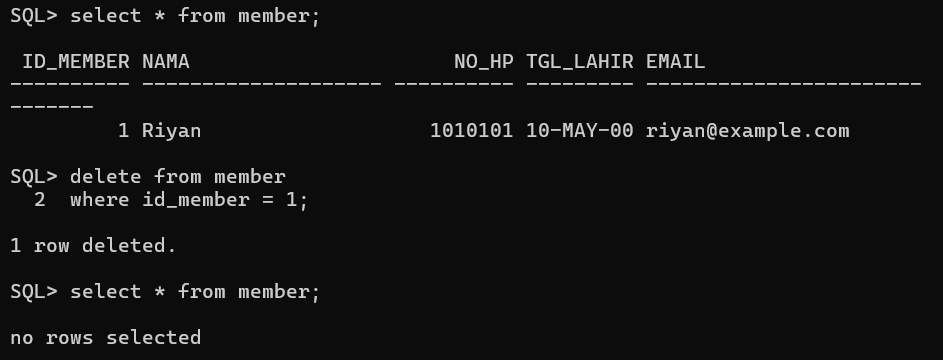 SQL> select * from member;
 ID_MEMBER NAMA                      NO_HP TGL_LAHIR EMAIL
---------- -------------------- ---------- --------- -----------------------
-------
         1 Riyan                   1010101 10-MAY-00 riyan@example.com
SQL> delete from member
  2  where id_member = 1;
1 row deleted.
SQL> select * from member;
no rows selected